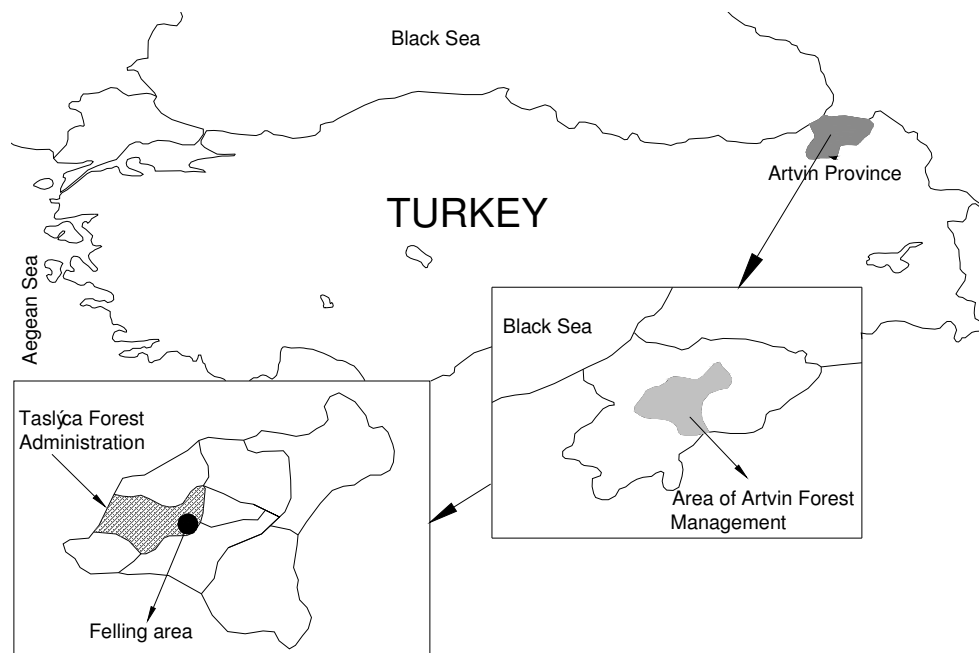 Black Sea
Artvin Province
TURKEY
Aegean Sea
Black Sea
Area of Artvin Forest
Management
Taslýca Forest
Administration
Felling area